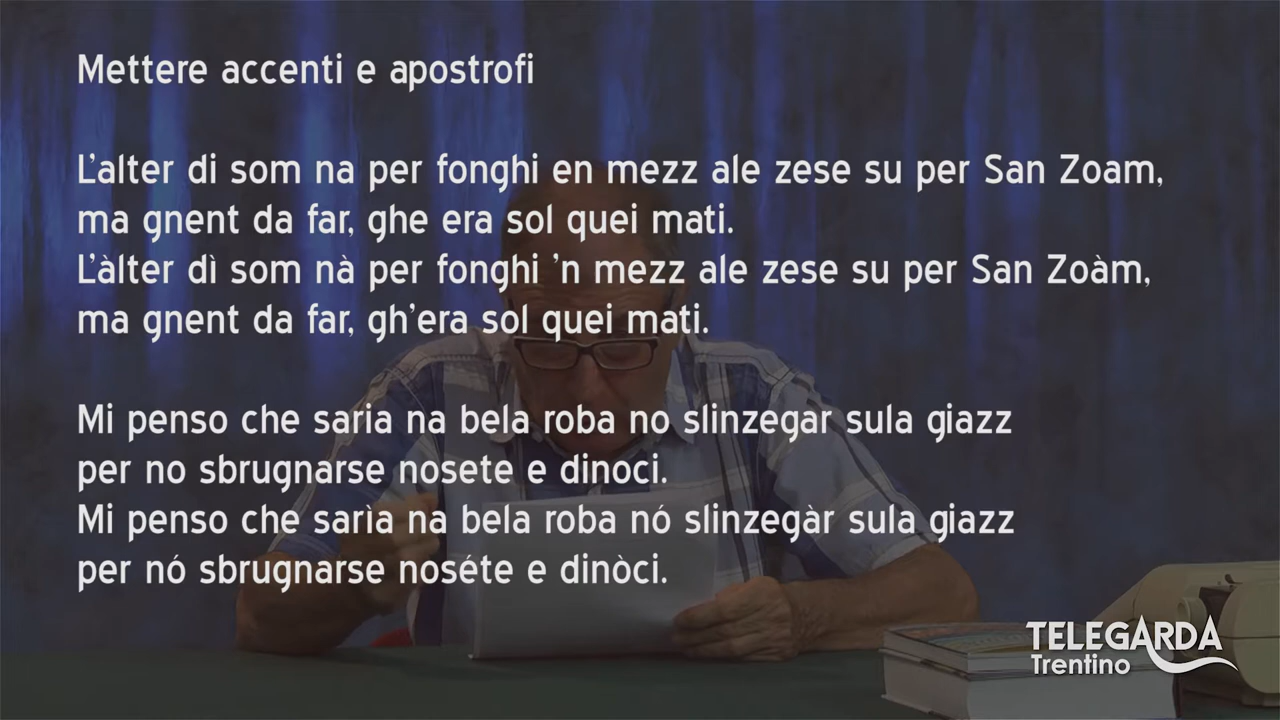 Mettere accenti e apostrofi
L’alter di som na per fonghi en mezz ale zese su per San Zoam,
ma gnent da far, ghe era sol quei mati.
L’àlter dì som nà per fonghi ’n mezz ale zese su per San Zoàm,
ma gnent da far, gh’era sol quei mati.
Mi penso che saria na bela roba no slinzegar sula giazz
per no sbrugnarse nosete e dinoci.
Mi penso che sarìa na bela roba nó slinzegàr sula giazz
per nó sbrugnarse noséte e dinòci.
TELEGARDA
Trentino